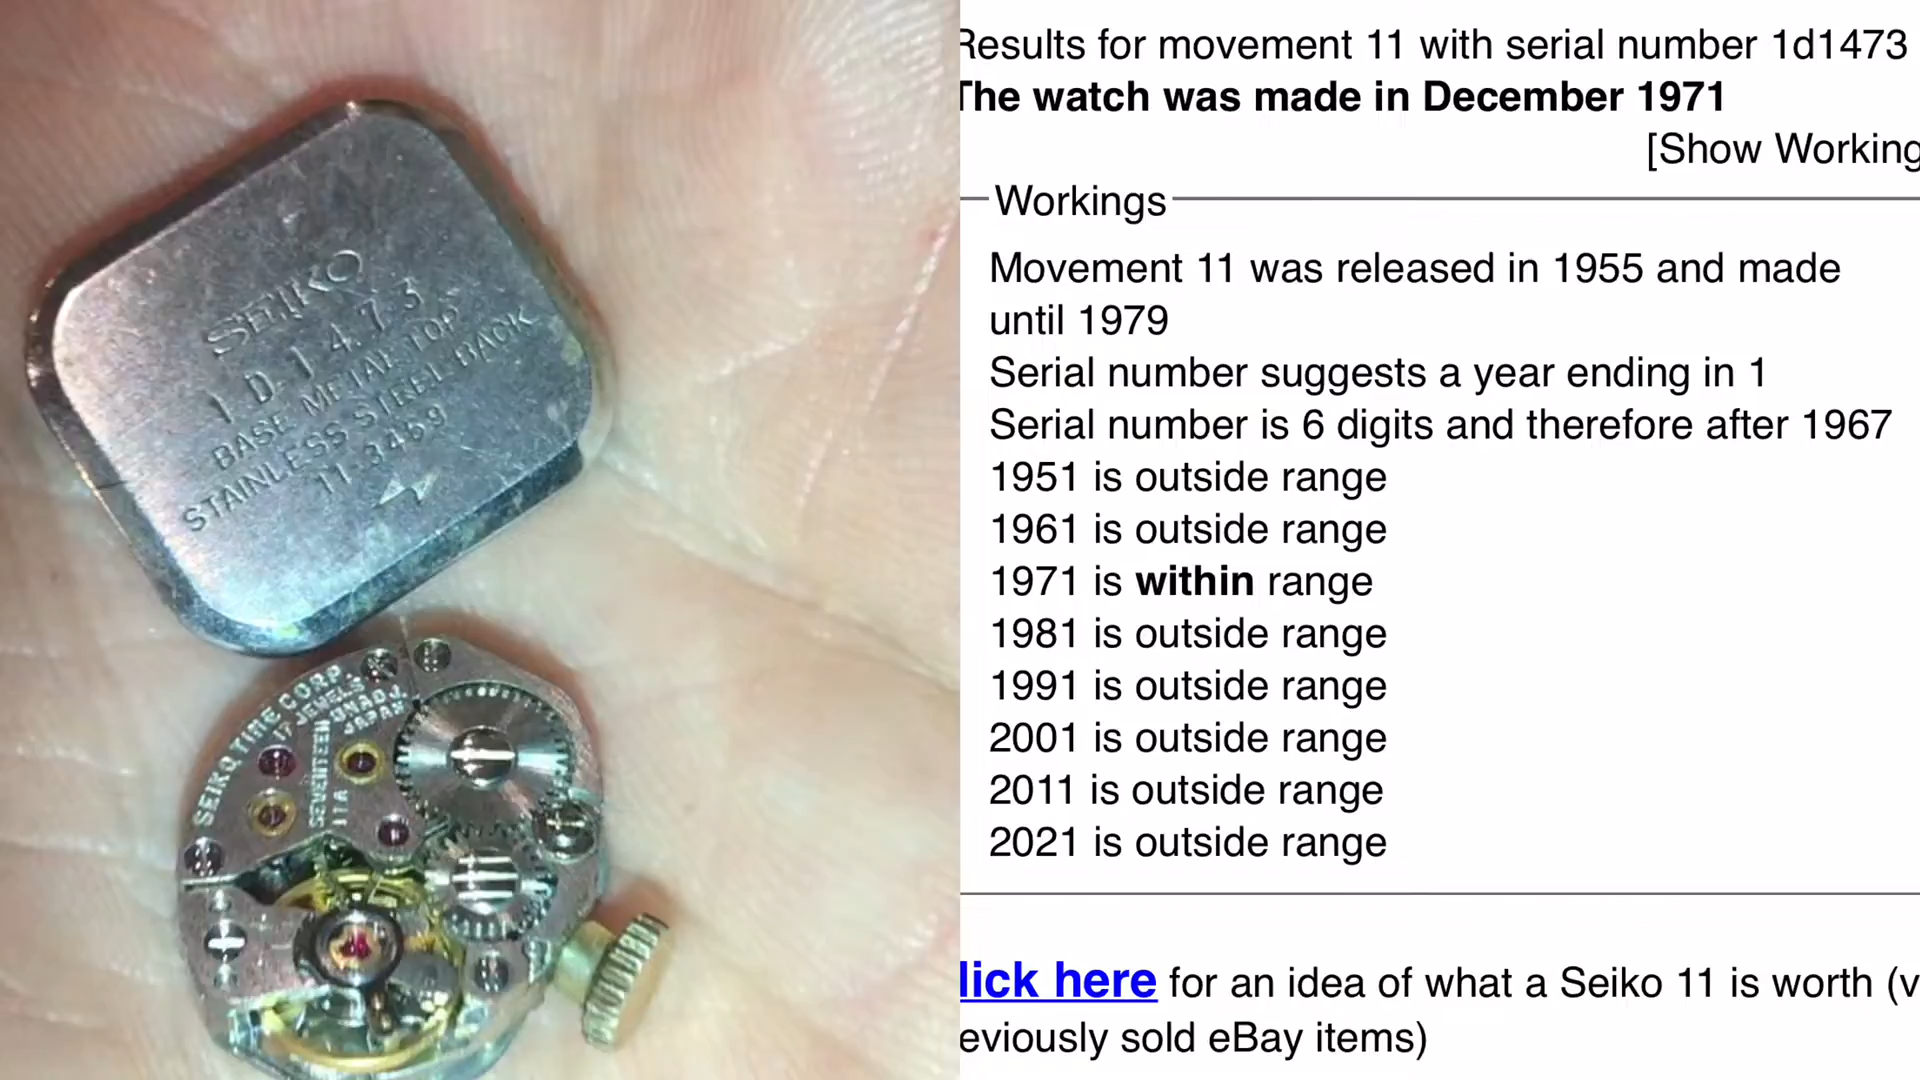 SEIKO
1D1473
BASE METAL TOP
STAINLESS STEEL BACK
11-3459
SEIKO TIME CORP.
17 JEWELS
SEVENTEEN
UNADJ.
JAPAN
11A
Results for movement 11 with serial number 1d1473
The watch was made in December 1971
[Show Working
Workings
Movement 11 was released in 1955 and made
until 1979
Serial number suggests a year ending in 1
Serial number is 6 digits and therefore after 1967
1951 is outside range
1961 is outside range
1971 is within range
1981 is outside range
1991 is outside range
2001 is outside range
2011 is outside range
2021 is outside range
lick here for an idea of what a Seiko 11 is worth (v
eviously sold eBay items)